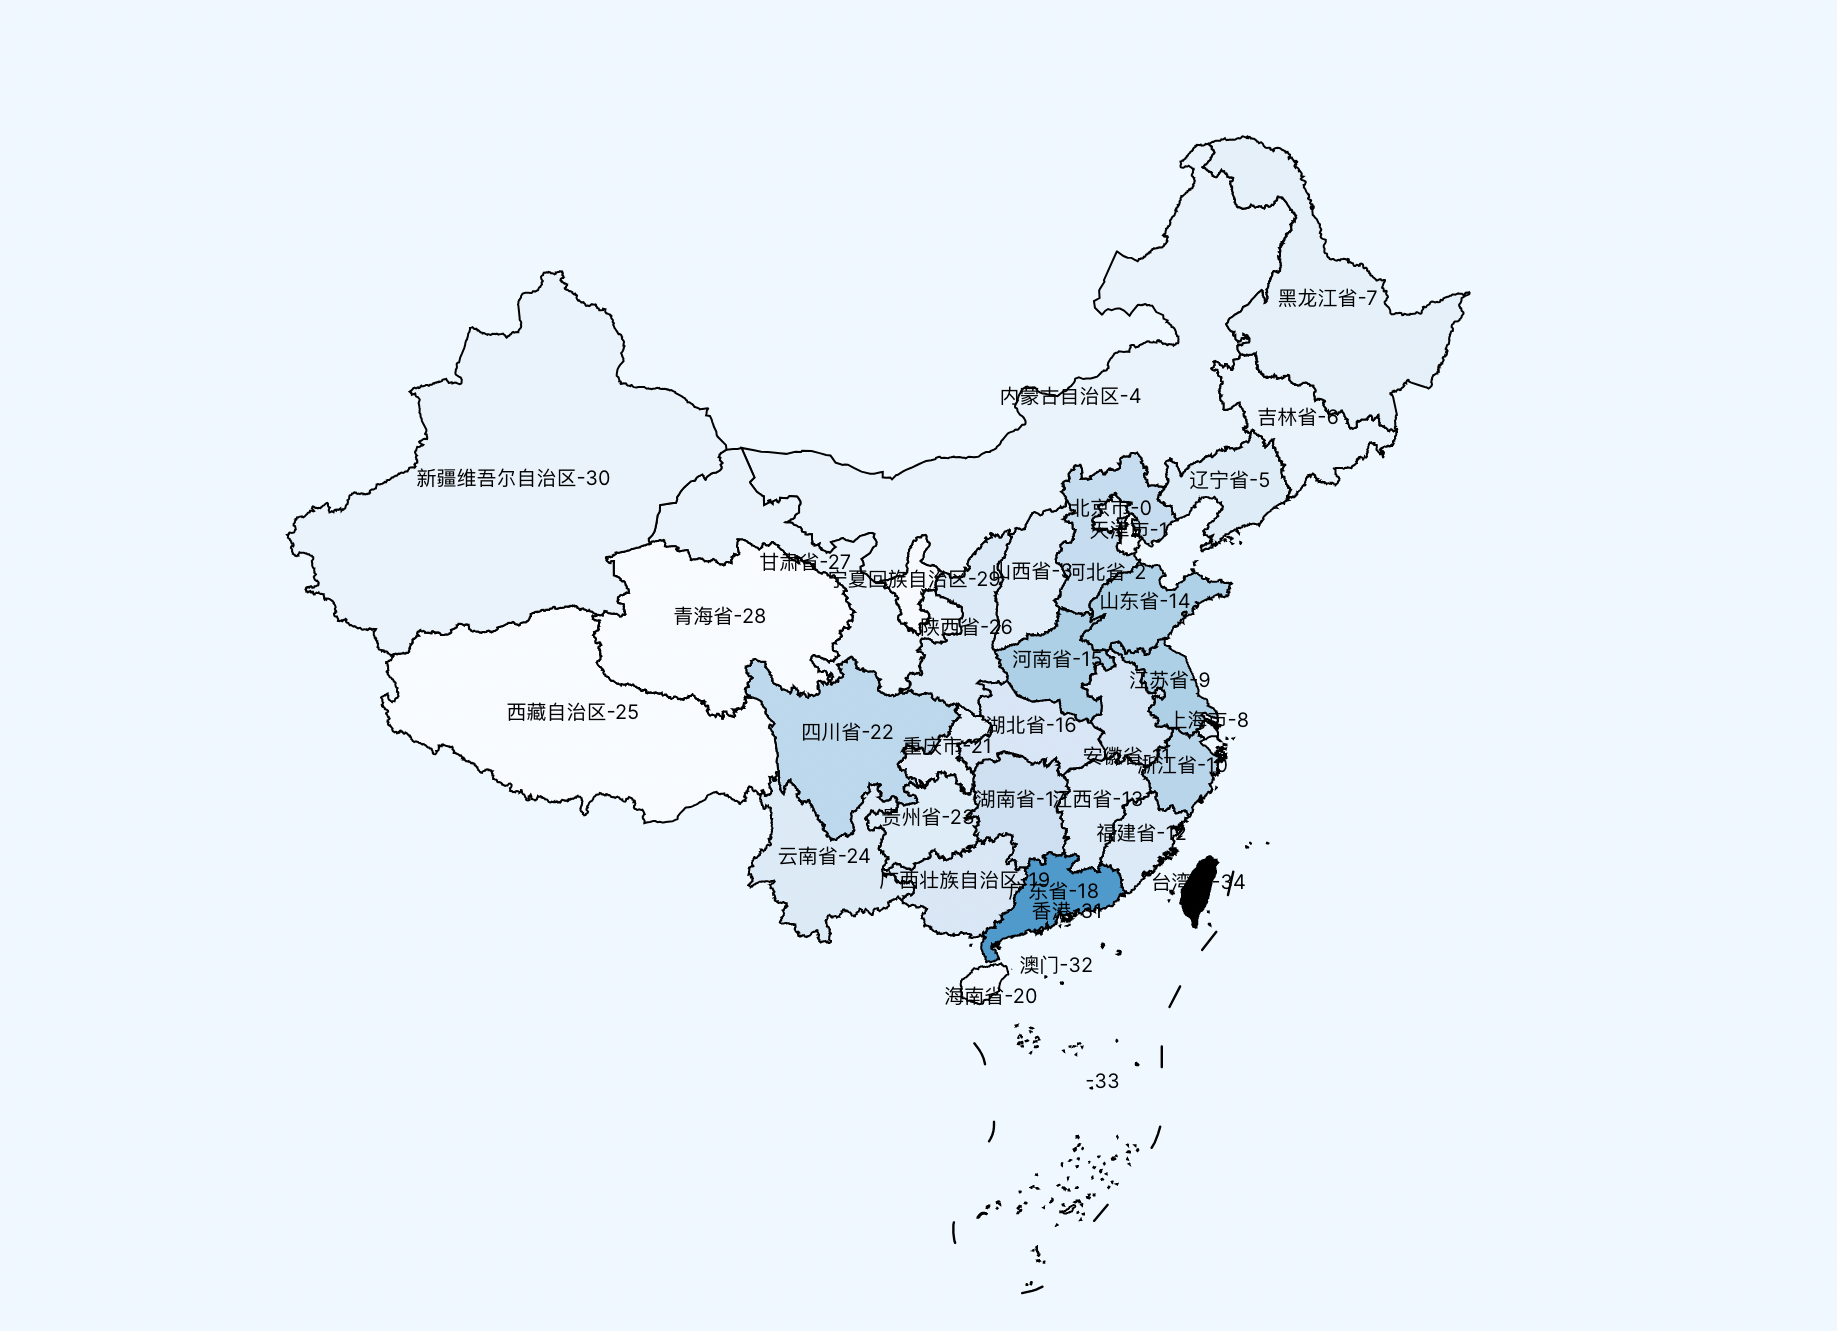 黑龙江省-7
内蒙古自治区-4
吉林省-6
新疆维吾尔自治区-30
辽宁省-5
北京市-0
天津市-1
甘肃省-27
宁夏回族自治区-29
山西省-3
河北省-2
山东省-14
青海省-28
陕西省-26
河南省-15
江苏省-9
西藏自治区-25
上海市-8
湖北省-16
四川省-22
重庆市-21
安徽省-11
浙江省-10
湖南省-17
江西省-13
贵州省-23
福建省-12
云南省-24
广西壮族自治区-19
台湾省-34
广东省-18
香港-31
澳门-32
海南省-20
-33